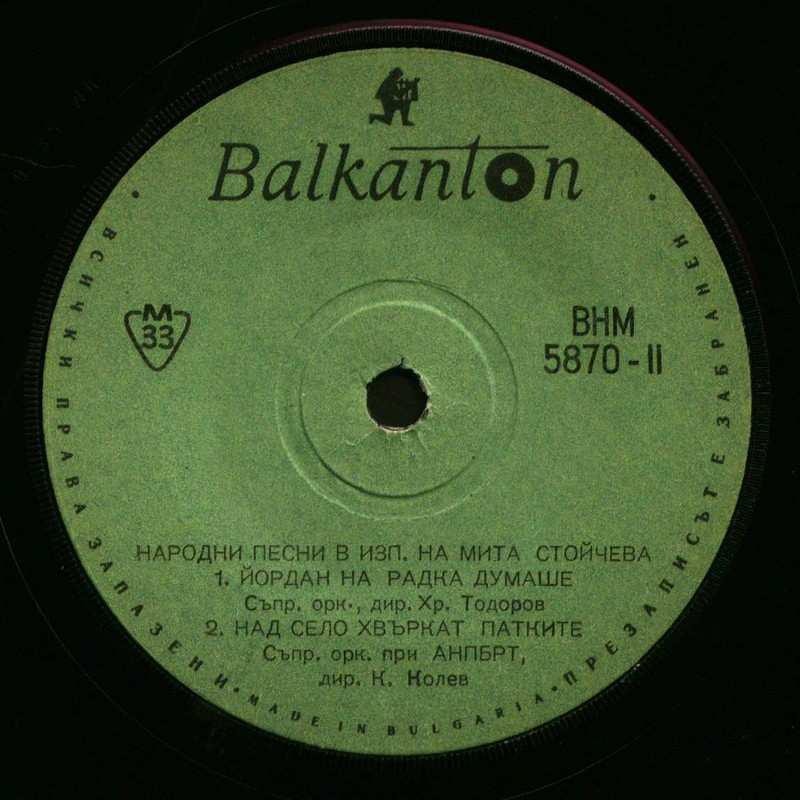 Balkanton
M
33
ВНМ
5870-II
НАРОДНИ ПЕСНИ В ИЗП. НА МИТА СТОЙЧЕВА
1. ЙОРДАН НА РАДКА ДУМАШЕ
Съпр. орк., дир. Хр. Тодоров
2. НАД СЕЛО ХВЪРКАТ ПАТКИТЕ
Съпр. орк. при АНПБРТ,
дир. К. Колев
ВСИЧКИ ПРАВА ЗАПАЗЕНИ • MADE IN BULGARIA • ПРЕЗАПИСЪТ Е ЗАБРАНЕН